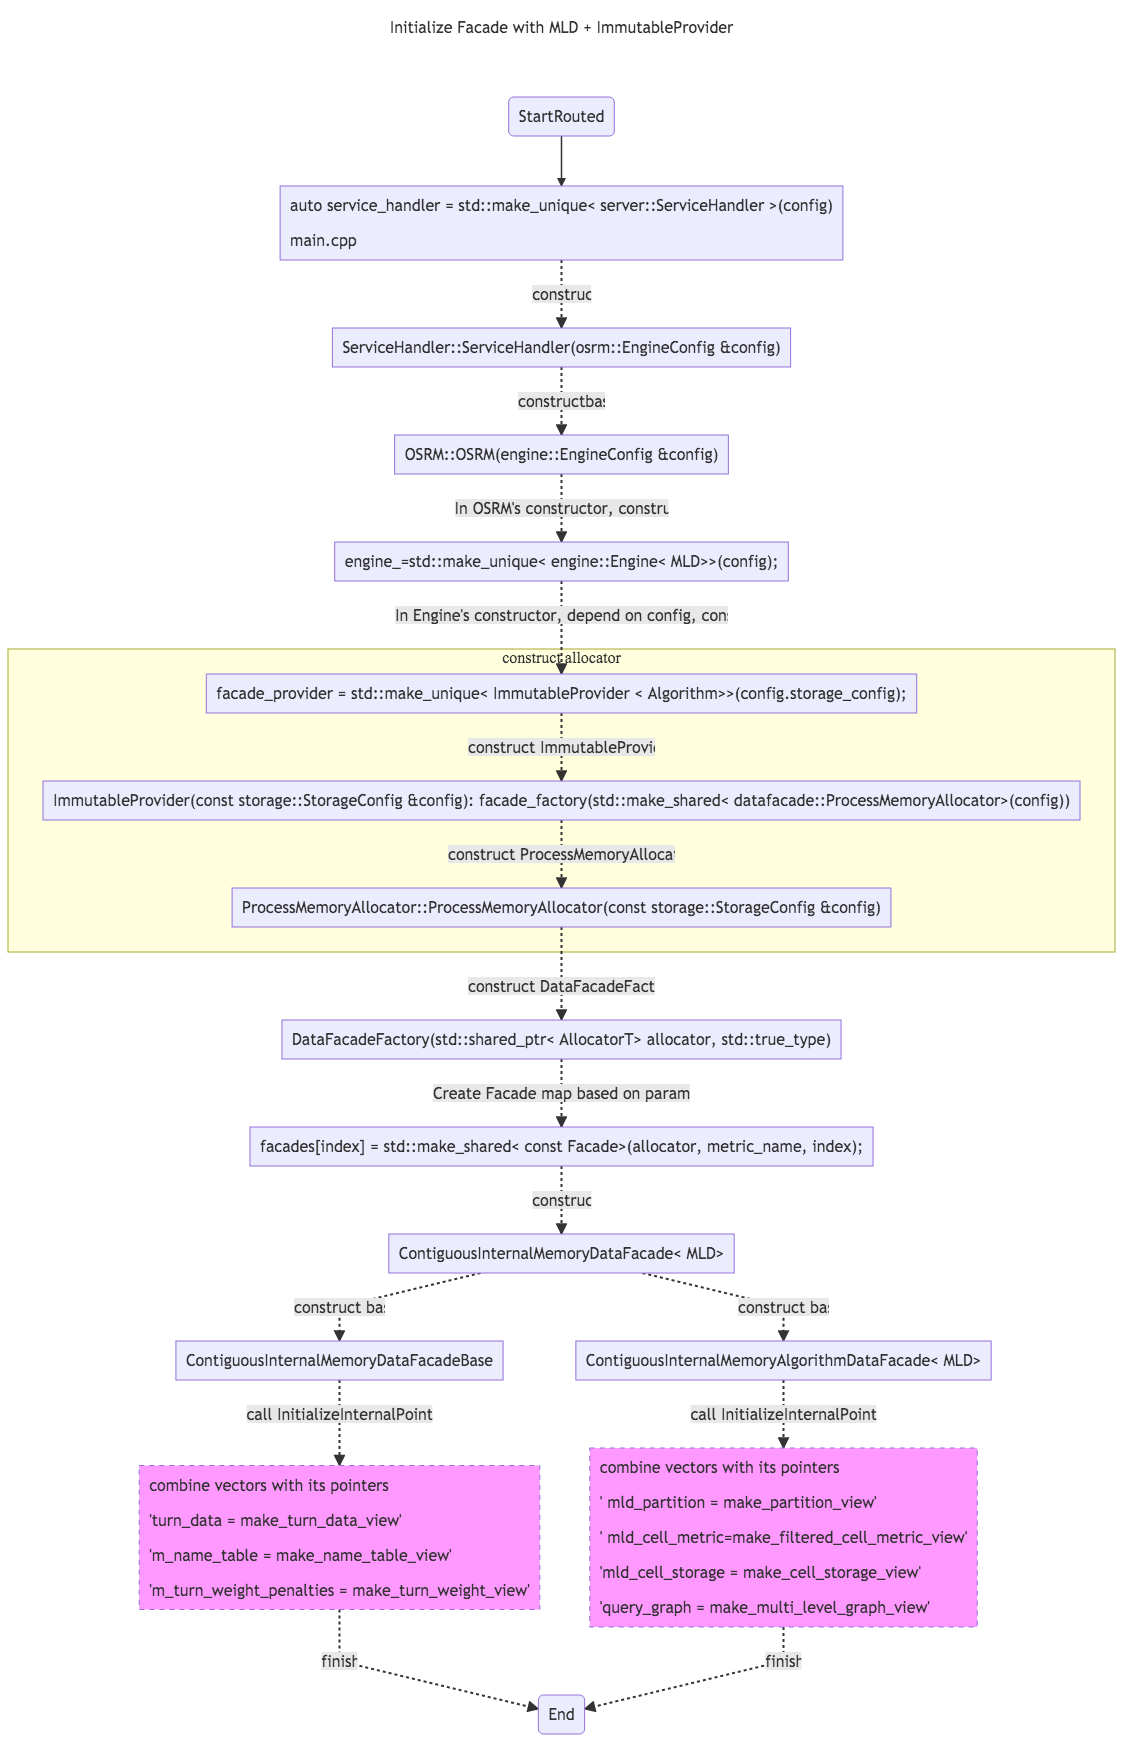 Initialize Facade with MLD + ImmutableProvider
StartRouted
auto service_handler = std::make_unique< server::ServiceHandler >(config)
main.cpp
construc
ServiceHandler::ServiceHandler(osrm::EngineConfig &config)
constructbas
OSRM::OSRM(engine::EngineConfig &config)
In OSRM's constructor, constru
engine_=std::make_unique< engine::Engine< MLD>>(config);
In Engine's constructor, depend on config, cons
construct allocator
facade_provider = std::make_unique< ImmutableProvider < Algorithm>>(config.storage_config);
construct ImmutableProvid
ImmutableProvider(const storage::StorageConfig &config): facade_factory(std::make_shared< datafacade::ProcessMemoryAllocator>(config))
construct ProcessMemoryAllocat
ProcessMemoryAllocator::ProcessMemoryAllocator(const storage::StorageConfig &config)
construct DataFacadeFact
DataFacadeFactory(std::shared_ptr< AllocatorT> allocator, std::true_type)
Create Facade map based on param
facades[index] = std::make_shared< const Facade>(allocator, metric_name, index);
construc
ContiguousInternalMemoryDataFacade< MLD>
construct bas
construct bas
ContiguousInternalMemoryDataFacadeBase
ContiguousInternalMemoryAlgorithmDataFacade< MLD>
call InitializeInternalPoint
call InitializeInternalPoint
combine vectors with its pointers
'turn_data = make_turn_data_view'
'm_name_table = make_name_table_view'
'm_turn_weight_penalties = make_turn_weight_view'
combine vectors with its pointers
' mld_partition = make_partition_view'
' mld_cell_metric=make_filtered_cell_metric_view'
'mld_cell_storage = make_cell_storage_view'
'query_graph = make_multi_level_graph_view'
finish
finish
End